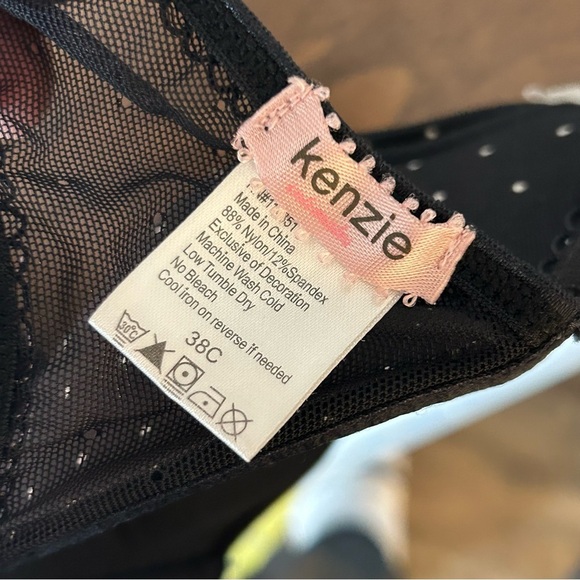 kenzie
Made in China
88% Nylon/12%Spandex
Exclusive of Decoration
Machine Wash Cold
Low Tumble Dry
No Bleach
Cool iron on reverse if needed
38C
30°C